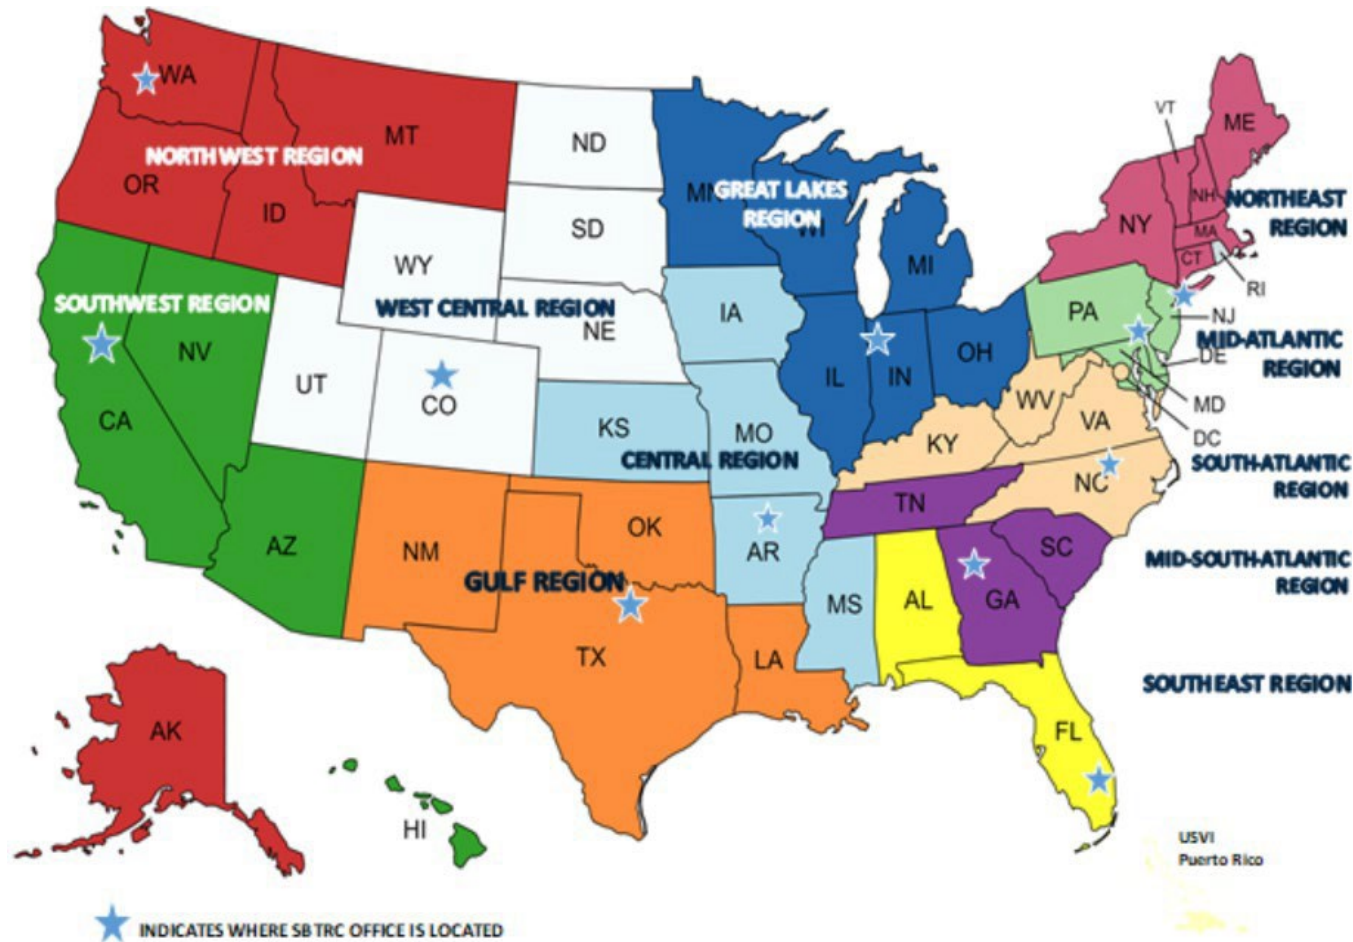 WA
MT
ND
MN
VT
ME
NORTHWEST REGION
OR
ID
SD
GREAT LAKES
REGION
WI
NH
NORTHEAST
REGION
NY
MA
CT
RI
WY
MI
SOUTHWEST REGION
WEST CENTRAL REGION
NE
IA
PA
NJ
MID-ATLANTIC
REGION
DE
NV
UT
CO
IL
IN
OH
MD
DC
CA
KS
MO
CENTRAL REGION
KY
WV
VA
SOUTH-ATLANTIC
REGION
NC
AZ
NM
OK
AR
TN
SC
MID-SOUTH-ATLANTIC
REGION
GULF REGION
TX
LA
MS
AL
GA
SOUTHEAST REGION
FL
AK
HI
USVI
Puerto Rico
INDICATES WHERE SBTRC OFFICE IS LOCATED